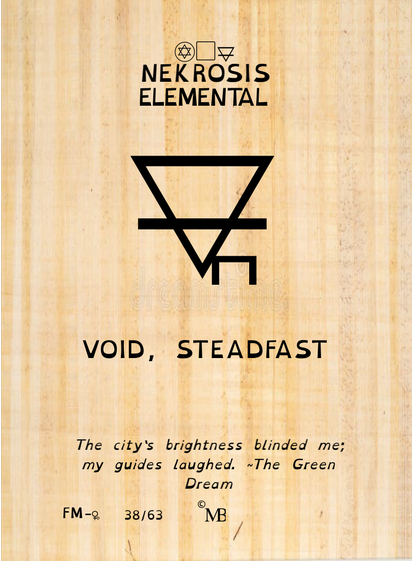 NEKROSIS
ELEMENTAL
VOID, STEADFAST
The city's brightness blinded me;
my guides laughed. ~The Green
Dream
FM-♀ 38/63 © MB